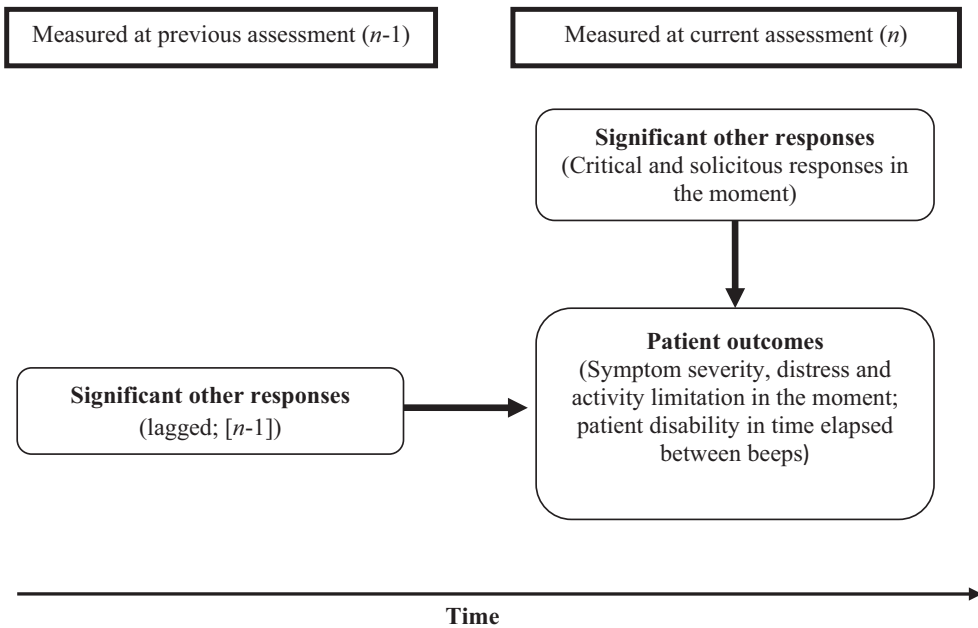 Measured at previous assessment (n-1)
Measured at current assessment (n)
Significant other responses
(Critical and solicitous responses in
the moment)
Patient outcomes
(Symptom severity, distress and
activity limitation in the moment;
patient disability in time elapsed
between beeps)
Significant other responses
(lagged; [n-1])
Time